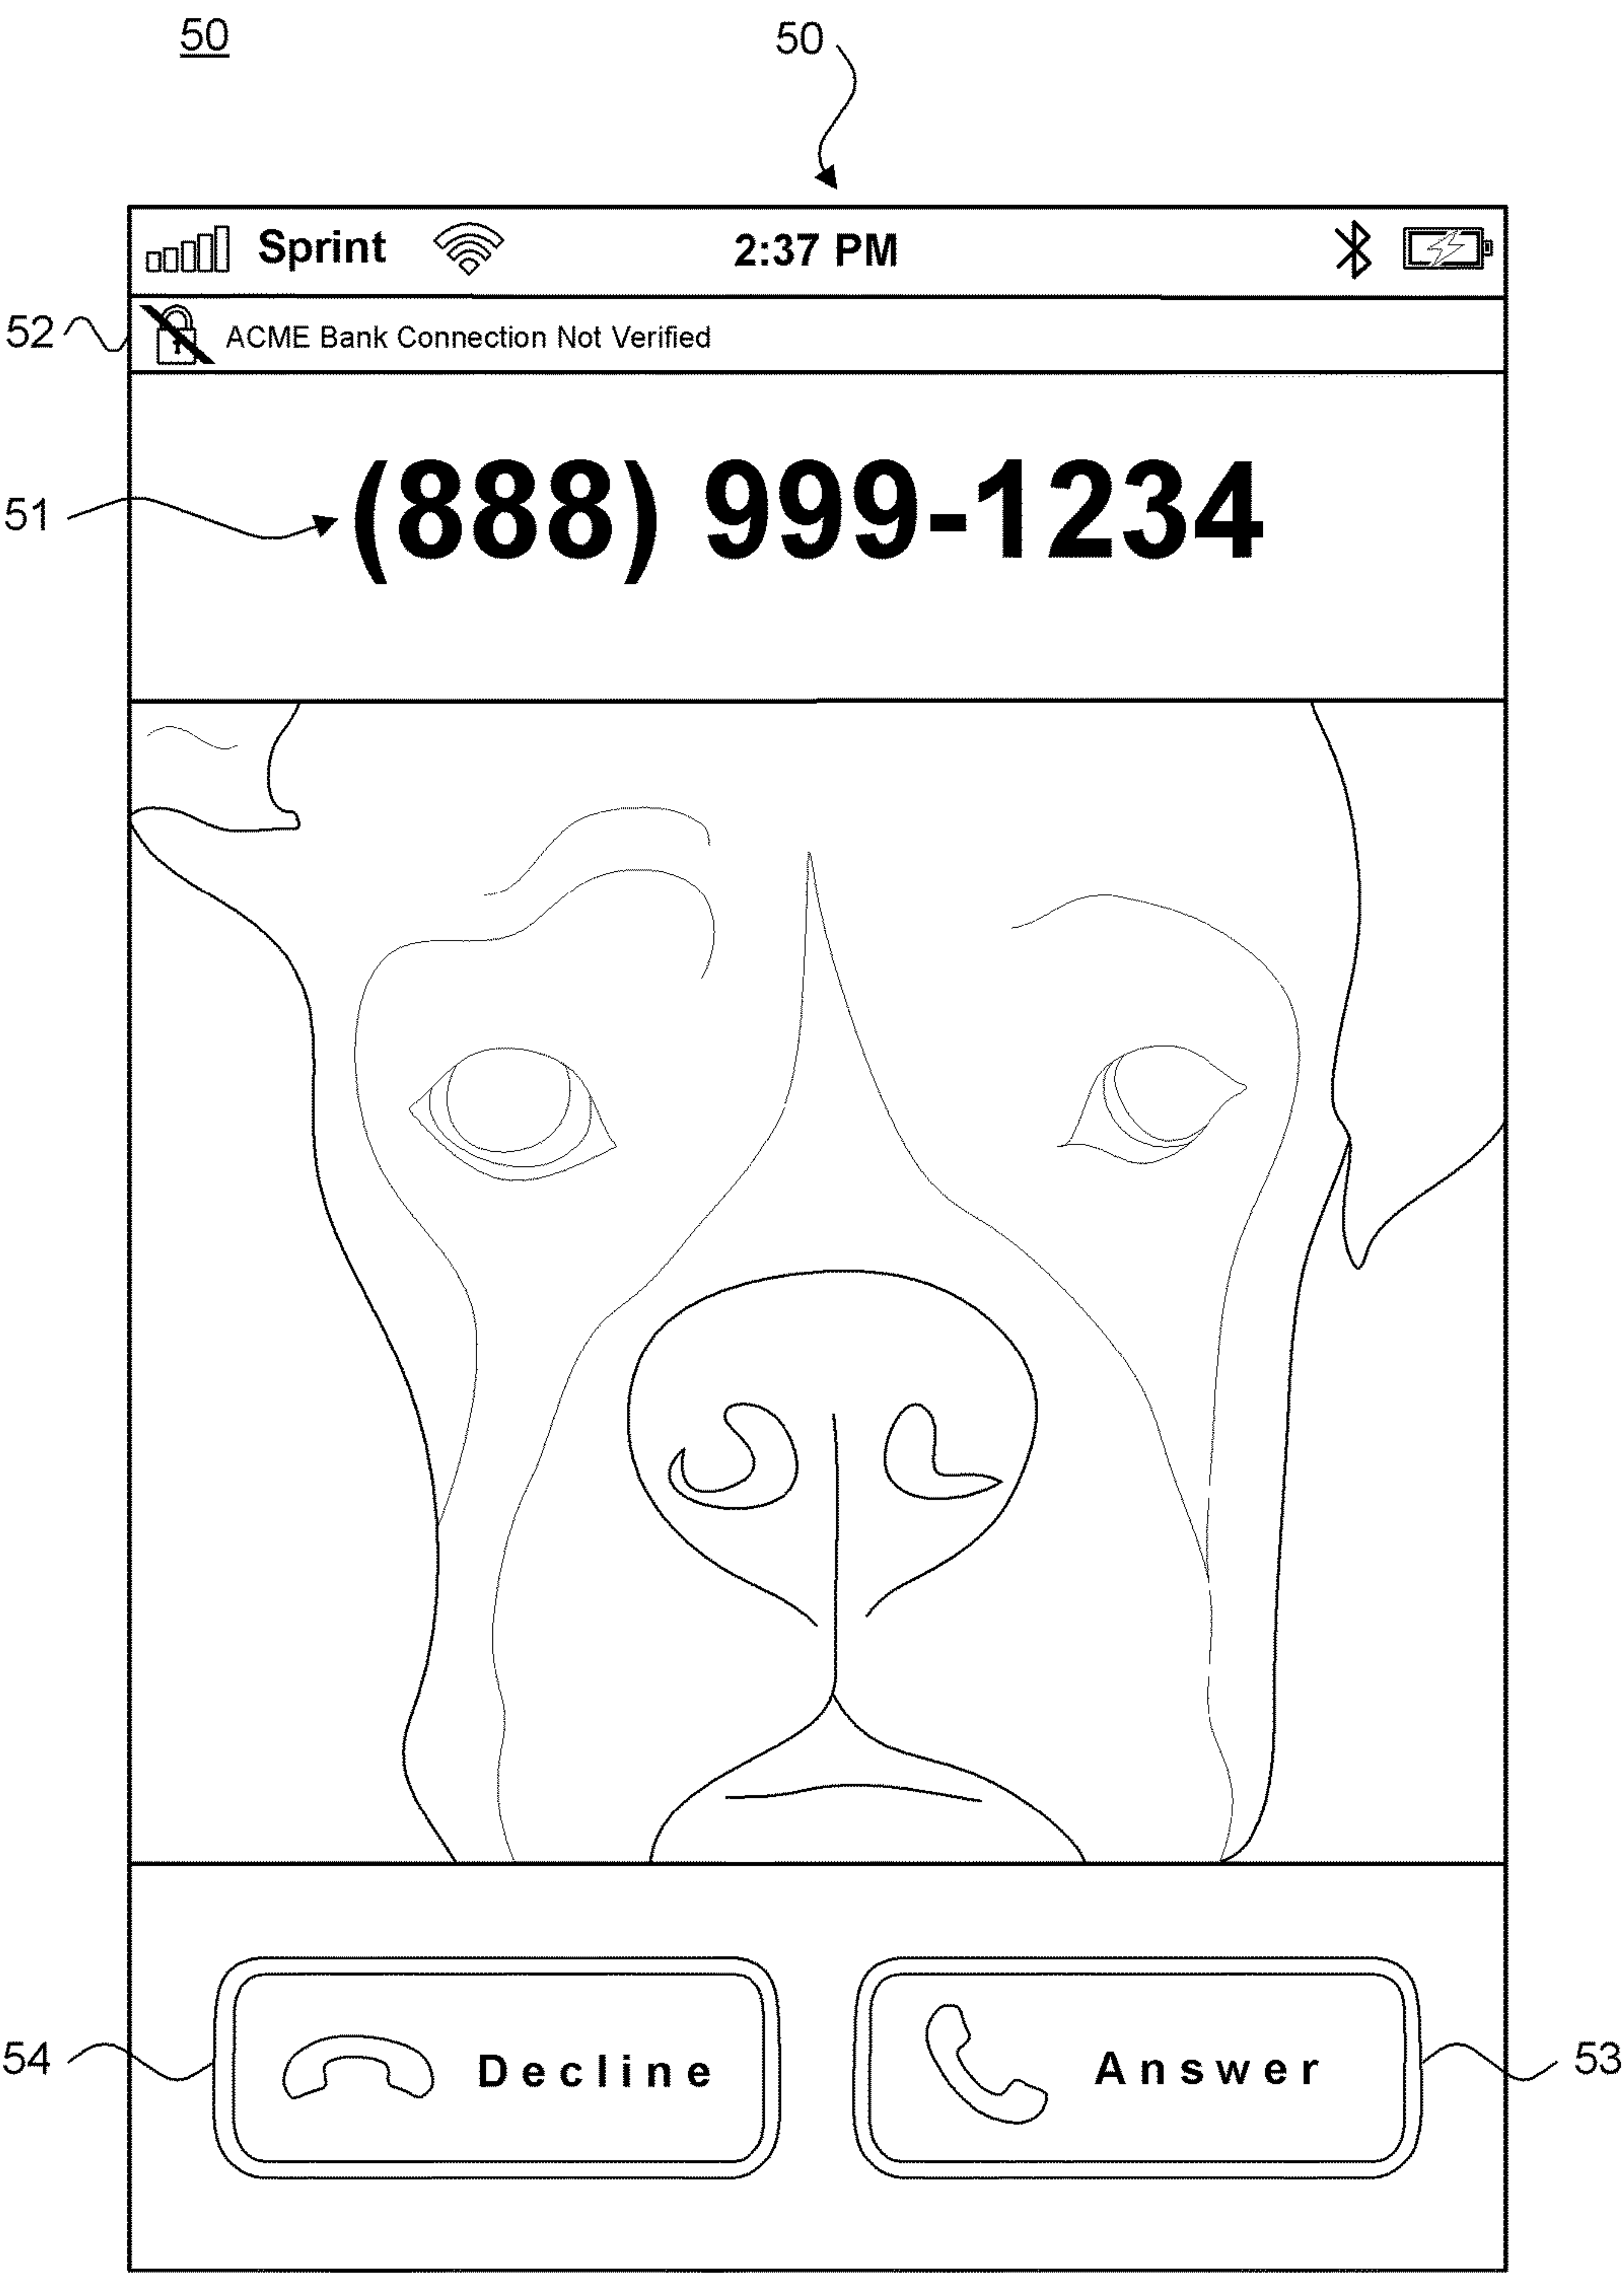 50
50
Sprint 2:37 PM
52
ACME Bank Connection Not Verified
51
(888) 999-1234
54
Decline
Answer
53